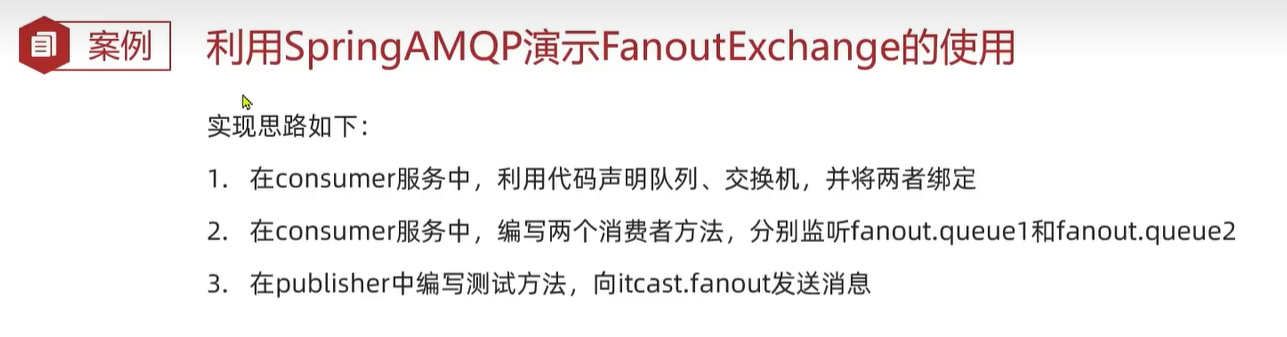 案例 利用SpringAMQP演示FanoutExchange的使用
实现思路如下：
1. 在consumer服务中，利用代码声明队列、交换机，并将两者绑定
2. 在consumer服务中，编写两个消费者方法，分别监听fanout.queue1和fanout.queue2
3. 在publisher中编写测试方法，向itcast.fanout发送消息